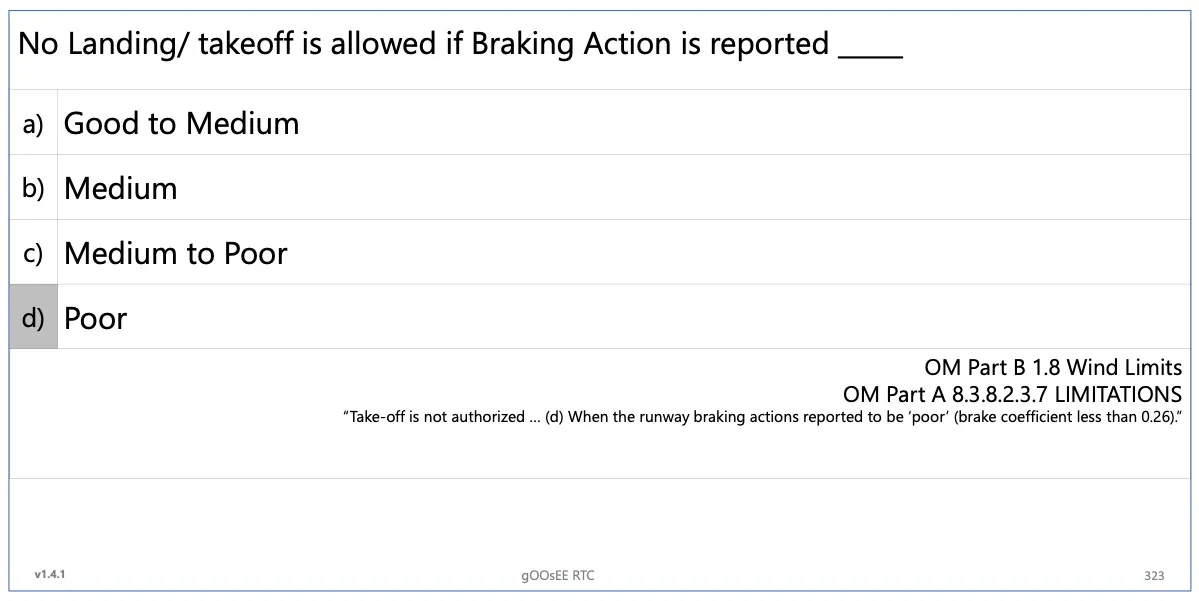 No Landing/ takeoff is allowed if Braking Action is reported _____
a) Good to Medium
b) Medium
c) Medium to Poor
d) Poor
OM Part B 1.8 Wind Limits
OM Part A 8.3.8.2.3.7 LIMITATIONS
“Take-off is not authorized ... (d) When the runway braking actions reported to be ‘poor’ (brake coefficient less than 0.26).”
v1.4.1 gOOsEE RTC 323